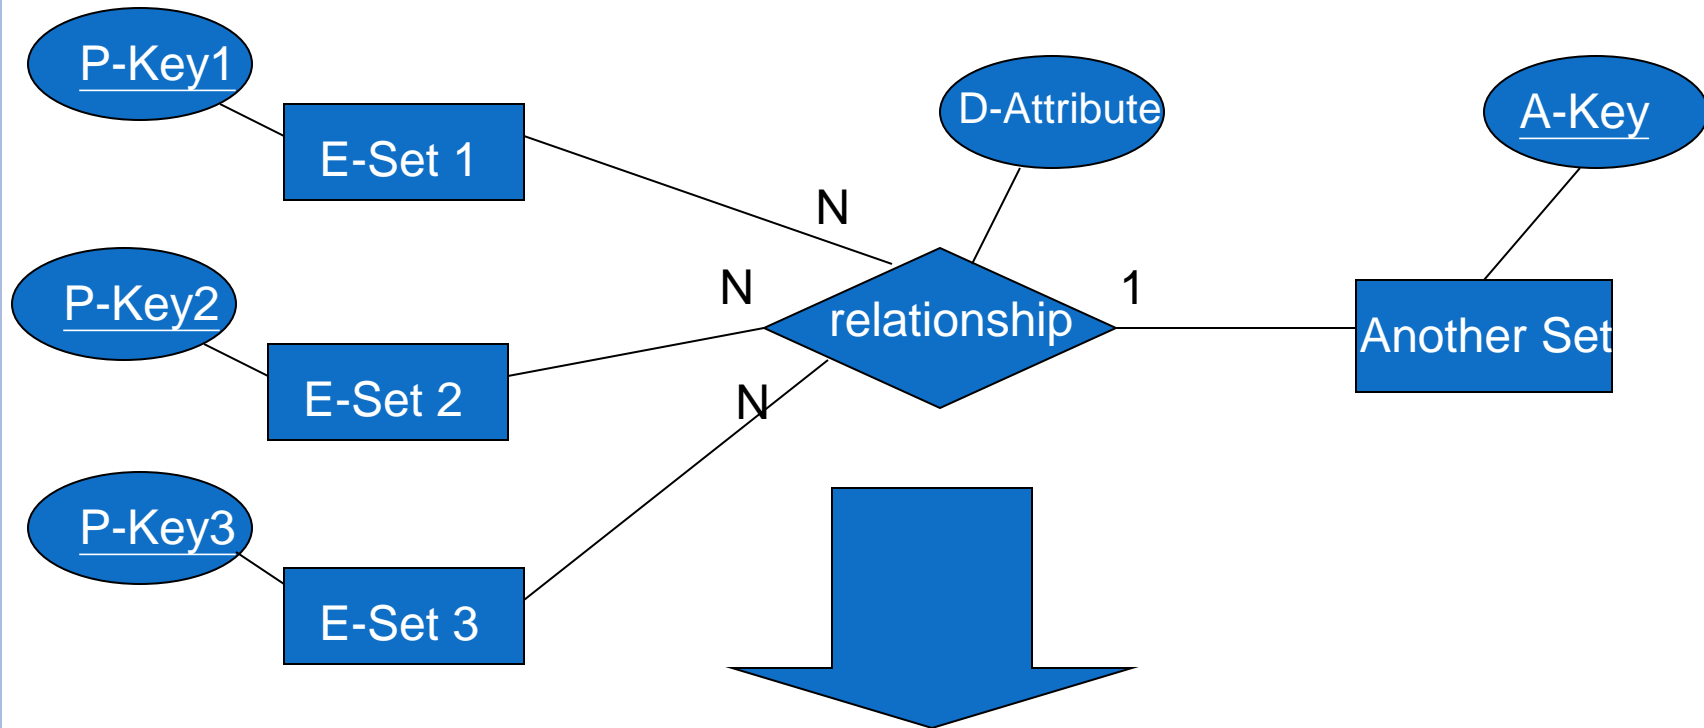 P-Key1
D-Attribute
A-Key
E-Set 1
N
P-Key2
N
1
relationship
Another Set
E-Set 2
N
P-Key3
E-Set 3